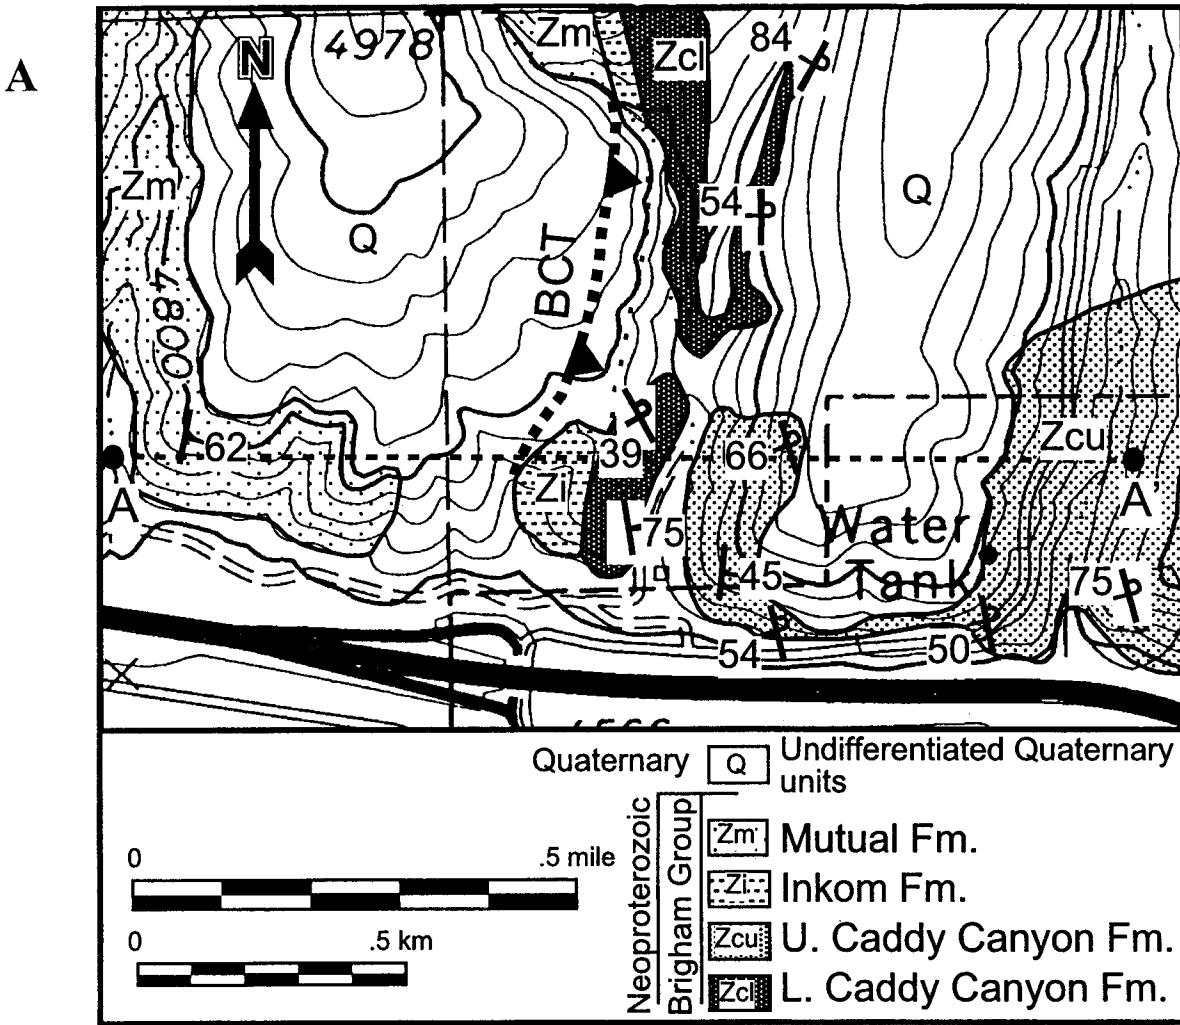 A
N
4978
Zm
Zcl
84
Zm
Q
54
Q
4800
BCT
62
39
66
Zcu
A
Zi
A'
75
Water
Tank
45
75
54
50
Quaternary Q Undifferentiated Quaternary
units
Neoproterozoic
Brigham Group
Zm Mutual Fm.
Zi Inkom Fm.
Zcu U. Caddy Canyon Fm.
Zcl L. Caddy Canyon Fm.
0 .5 mile
0 .5 km